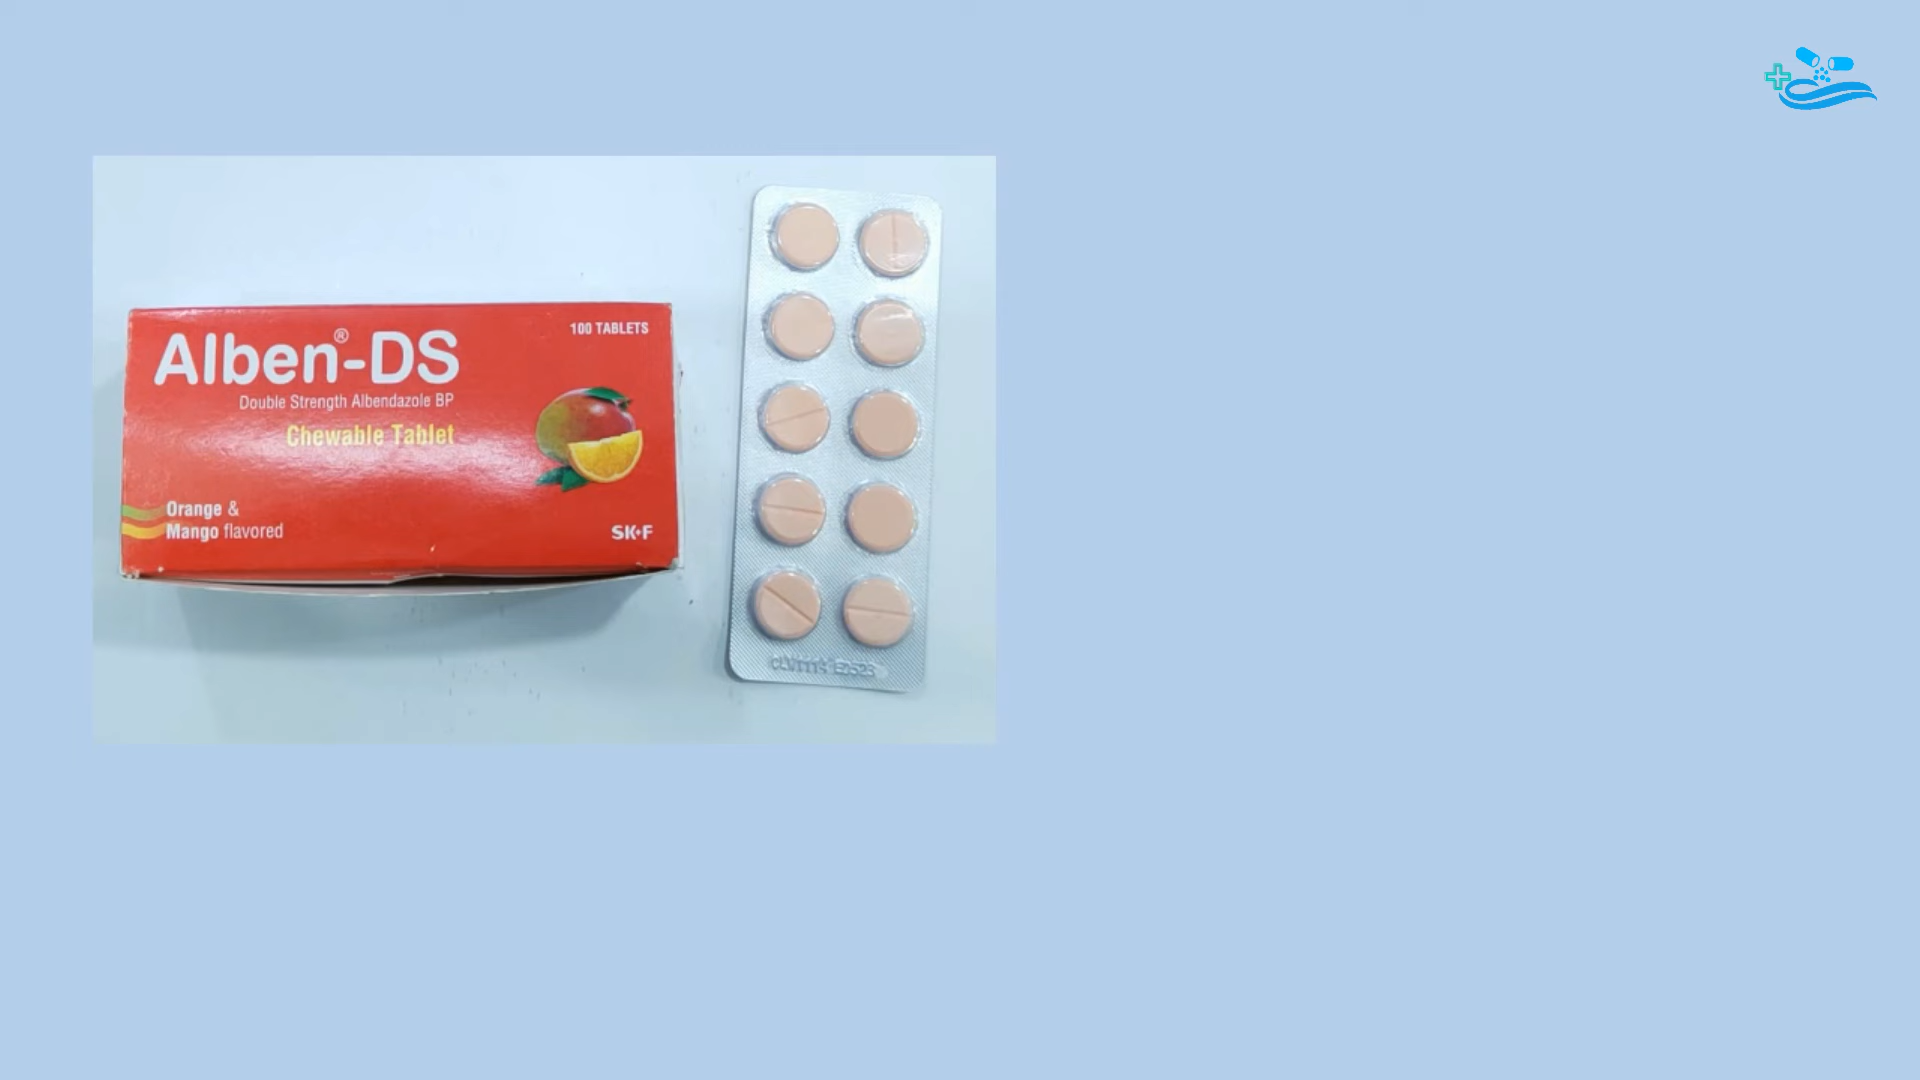 Alben®-DS
100 TABLETS
Double Strength Albendazole BP
Chewable Tablet
Orange &
Mango flavored
SK+F